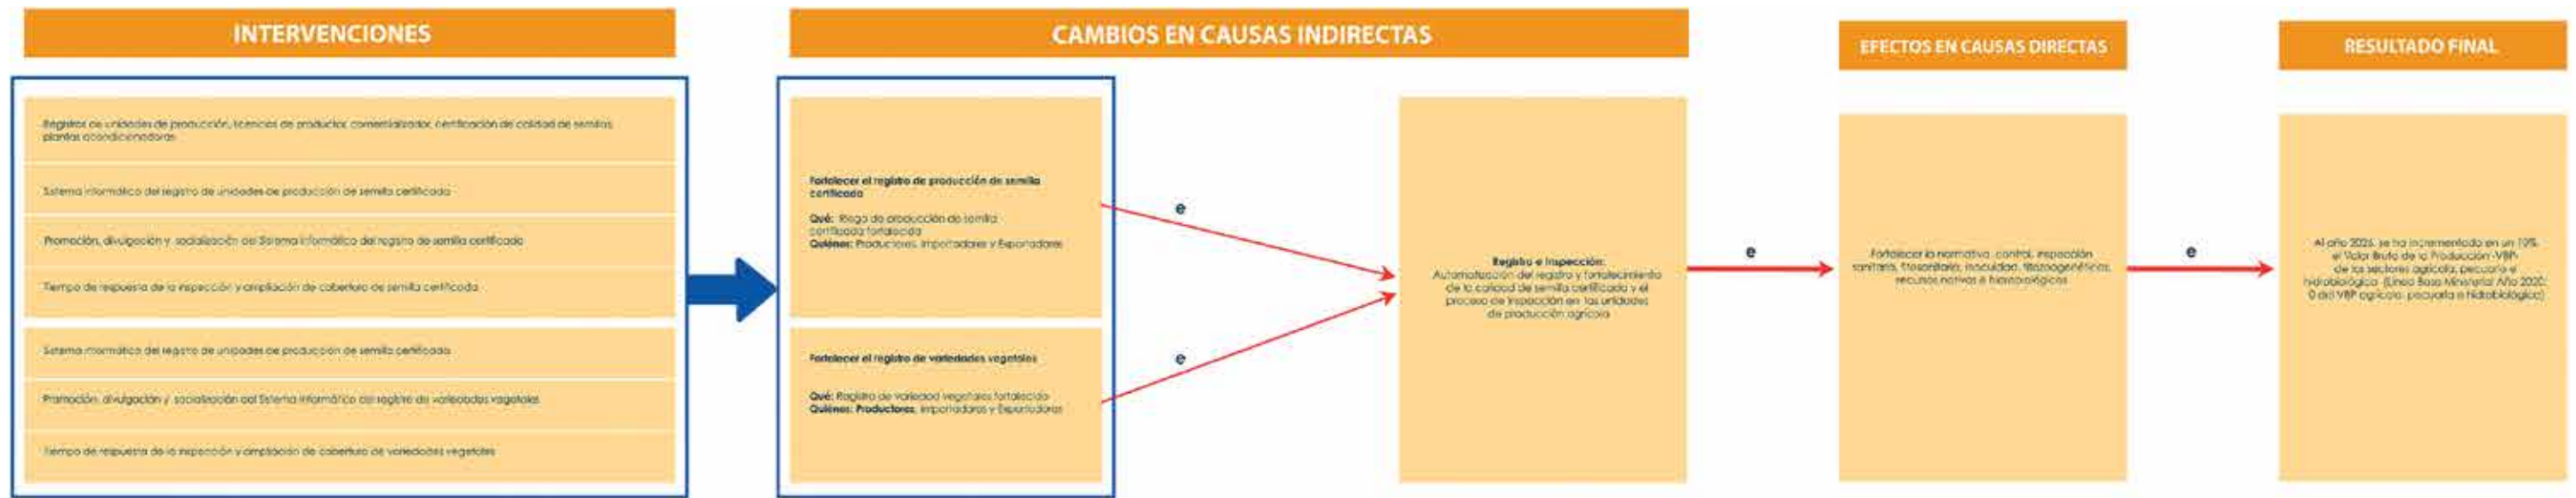 INTERVENCIONES
CAMBIOS EN CAUSAS INDIRECTAS
EFECTOS EN CAUSAS DIRECTAS
RESULTADO FINAL
Registros de unidades de producción, licencias de productor, comercializador, certificación de calidad de semillas,
plantas acondicionadoras
Sistema informático del registro de unidades de producción de semilla certificada
Promoción, divulgación y socialización del Sistema informático del registro de semilla certificada
Tiempo de respuesta de la inspección y ampliación de cobertura de semilla certificada
Sistema informático del registro de unidades de producción de semilla certificada
Promoción, divulgación y socialización del Sistema informático del registro de variedades vegetales
Tiempo de respuesta de la inspección y ampliación de cobertura de variedades vegetales
Fortalecer el registro de producción de semilla
certificada
Qué: Riego de producción de semilla
certificada fortalecida
Quiénes: Productores, Importadores y Exportadores
Fortalecer el registro de variedades vegetales
Qué: Registro de variedad vegetales fortalecido
Quiénes: Productores, Importadores y Exportadores
e
e
Registro e Inspección:
Automatización del registro y fortalecimiento
de la calidad de semilla certificada y el
proceso de inspección en las unidades
de producción agrícola
e
Fortalecer la normativa, control, inspección
sanitaria, fitosanitaria, inocuidad, fitozoogenéticos,
recursos nativos e hidrobiológicos
e
Al año 2026, se ha incrementado en un 10%
el Valor Bruto de la Producción -VBP-
de los sectores agrícola, pecuario e
hidrobiológico (Línea Base Ministerial Año 2020:
0 del VBP agrícola, pecuaria e hidrobiológica)